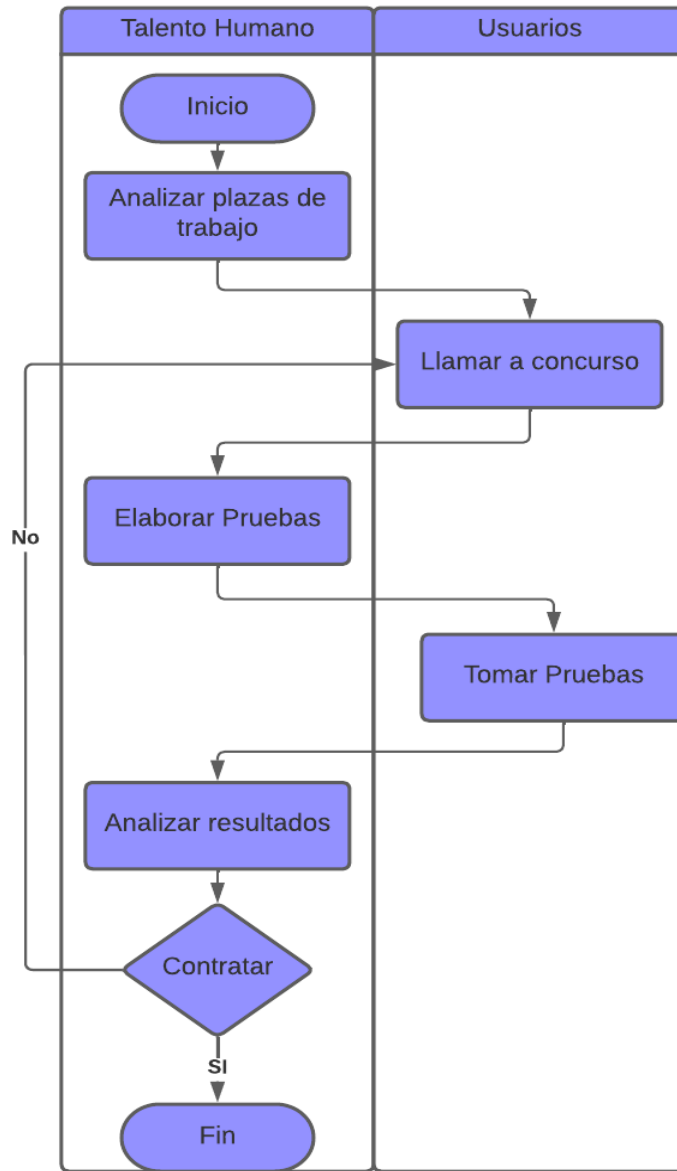 Talento Humano
Usuarios
Inicio
Analizar plazas de
trabajo
Llamar a concurso
Elaborar Pruebas
No
Tomar Pruebas
Analizar resultados
Contratar
SI
Fin